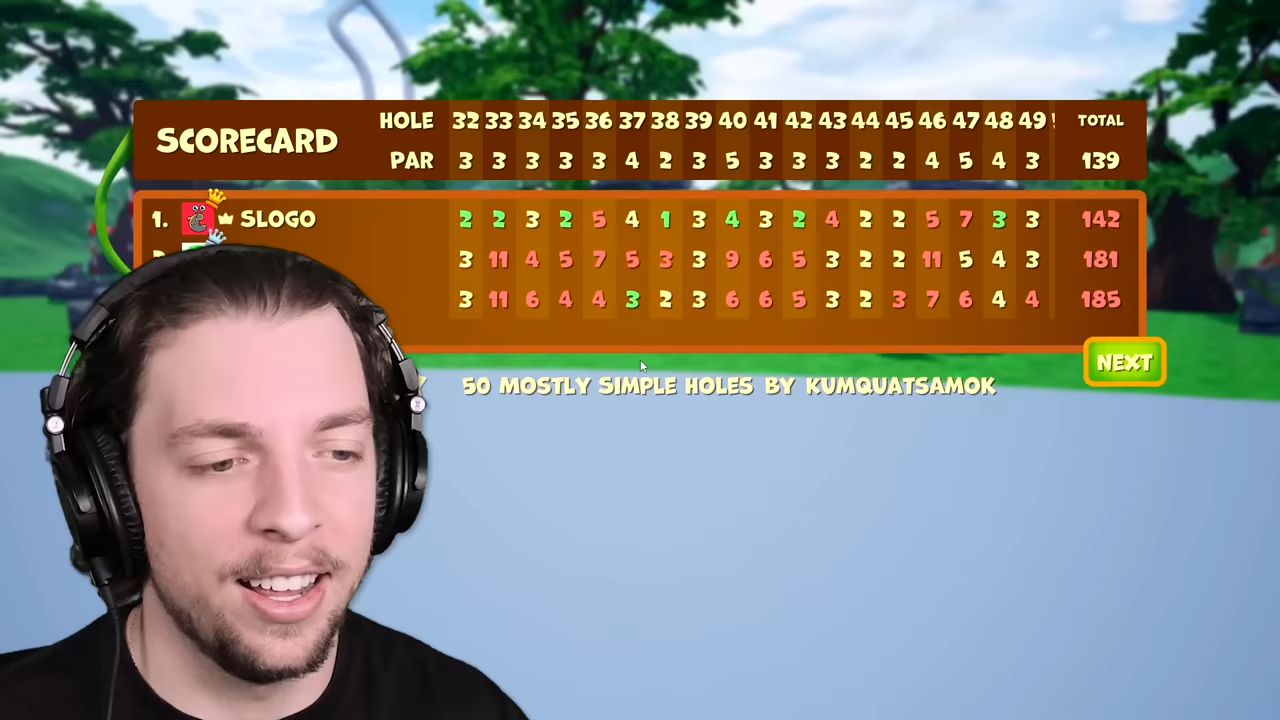 SCORECARD
HOLE 32 33 34 35 36 37 38 39 40 41 42 43 44 45 46 47 48 49 TOTAL
PAR 3 3 3 3 3 4 2 3 5 3 3 3 2 2 4 5 4 3 139
1. SLOGO 2 2 3 2 5 4 1 3 4 3 2 4 2 2 5 7 3 3 142
3 11 4 5 7 5 3 3 9 6 5 3 2 2 11 5 4 3 181
3 11 6 4 4 3 2 3 6 6 5 3 2 3 7 6 4 4 185
NEXT
50 MOSTLY SIMPLE HOLES BY KUMQUATSAMOK